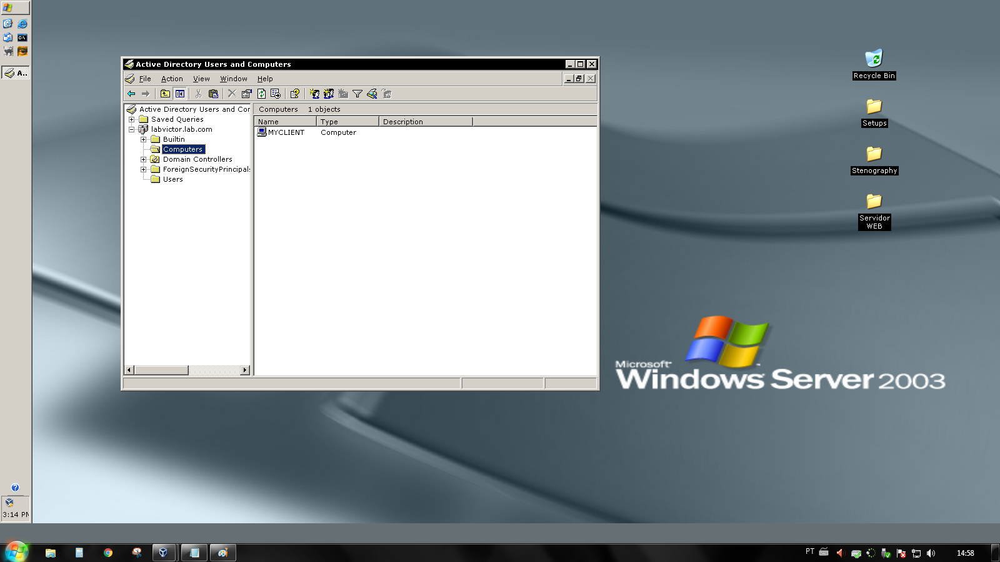 A..
Active Directory Users and Computers
File Action View Window Help
Active Directory Users and Cor
Saved Queries
labvictor.lab.com
Builtin
Computers
Domain Controllers
ForeignSecurityPrincipals
Users
Computers 1 objects
Name Type Description
MYCLIENT Computer
Recycle Bin
Setups
Stenography
Servidor
WEB
Microsoft
Windows Server 2003
3:14 PM
PT
14:58